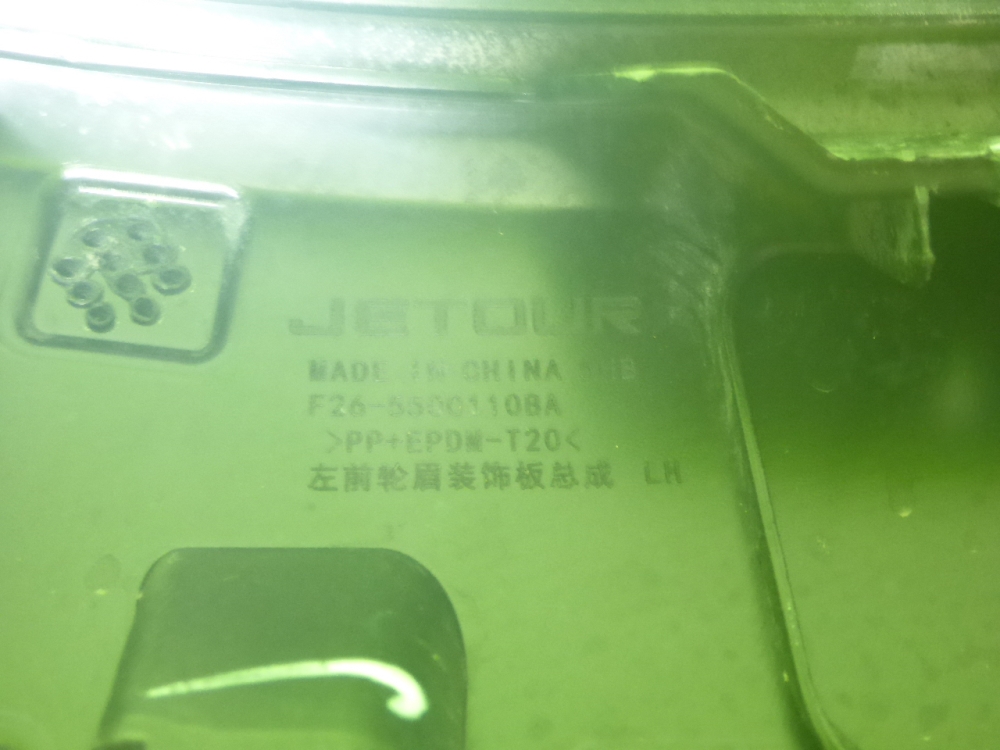 JETOUR
MADE IN CHINA
F26-5500110BA
>PP+EPDM-T20<
左前轮眉装饰板总成 LH